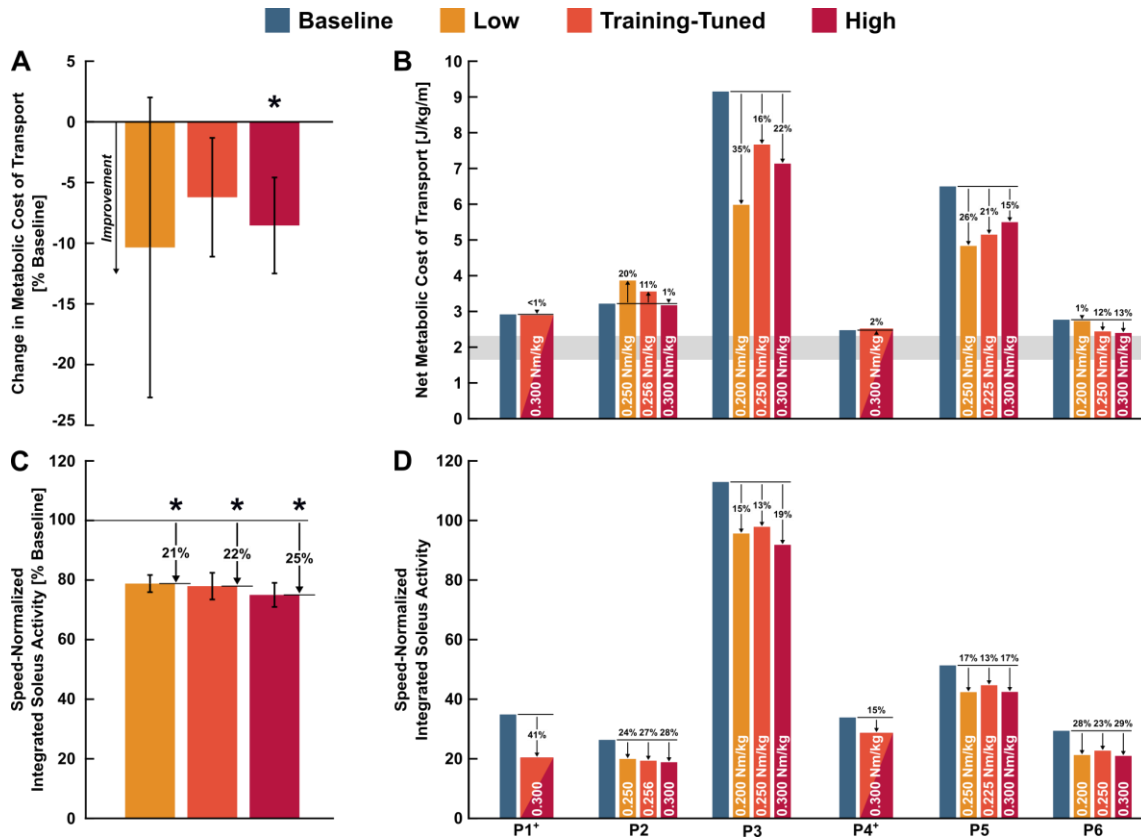 Baseline Low Training-Tuned High
A
Change in Metabolic Cost of Transport
[% Baseline]
5
0
-5
-10
-15
-20
-25
Improvement
*
B
Net Metabolic Cost of Transport [J/kg/m]
10
9
8
7
6
5
4
3
2
1
0
<1%
0.300 Nm/kg
20%
11%
1%
0.250 Nm/kg
0.256 Nm/kg
0.300 Nm/kg
35%
16%
22%
0.200 Nm/kg
0.250 Nm/kg
0.300 Nm/kg
2%
0.300 Nm/kg
26%
21%
15%
0.250 Nm/kg
0.225 Nm/kg
0.300 Nm/kg
1%
12%
13%
0.200 Nm/kg
0.250 Nm/kg
0.300 Nm/kg
C
Speed-Normalized
Integrated Soleus Activity [% Baseline]
120
100
80
60
40
20
0
* * *
21%
22%
25%
D
Speed-Normalized
Integrated Soleus Activity
120
100
80
60
40
20
0
41%
0.300
24% 27% 28%
0.250
0.256
0.300
15%
13%
19%
0.200 Nm/kg
0.250 Nm/kg
0.300 Nm/kg
15%
0.300 Nm/kg
17% 13% 17%
0.250 Nm/kg
0.225 Nm/kg
0.300 Nm/kg
28% 23% 29%
0.200
0.250
0.300
P1+ P2 P3 P4+ P5 P6